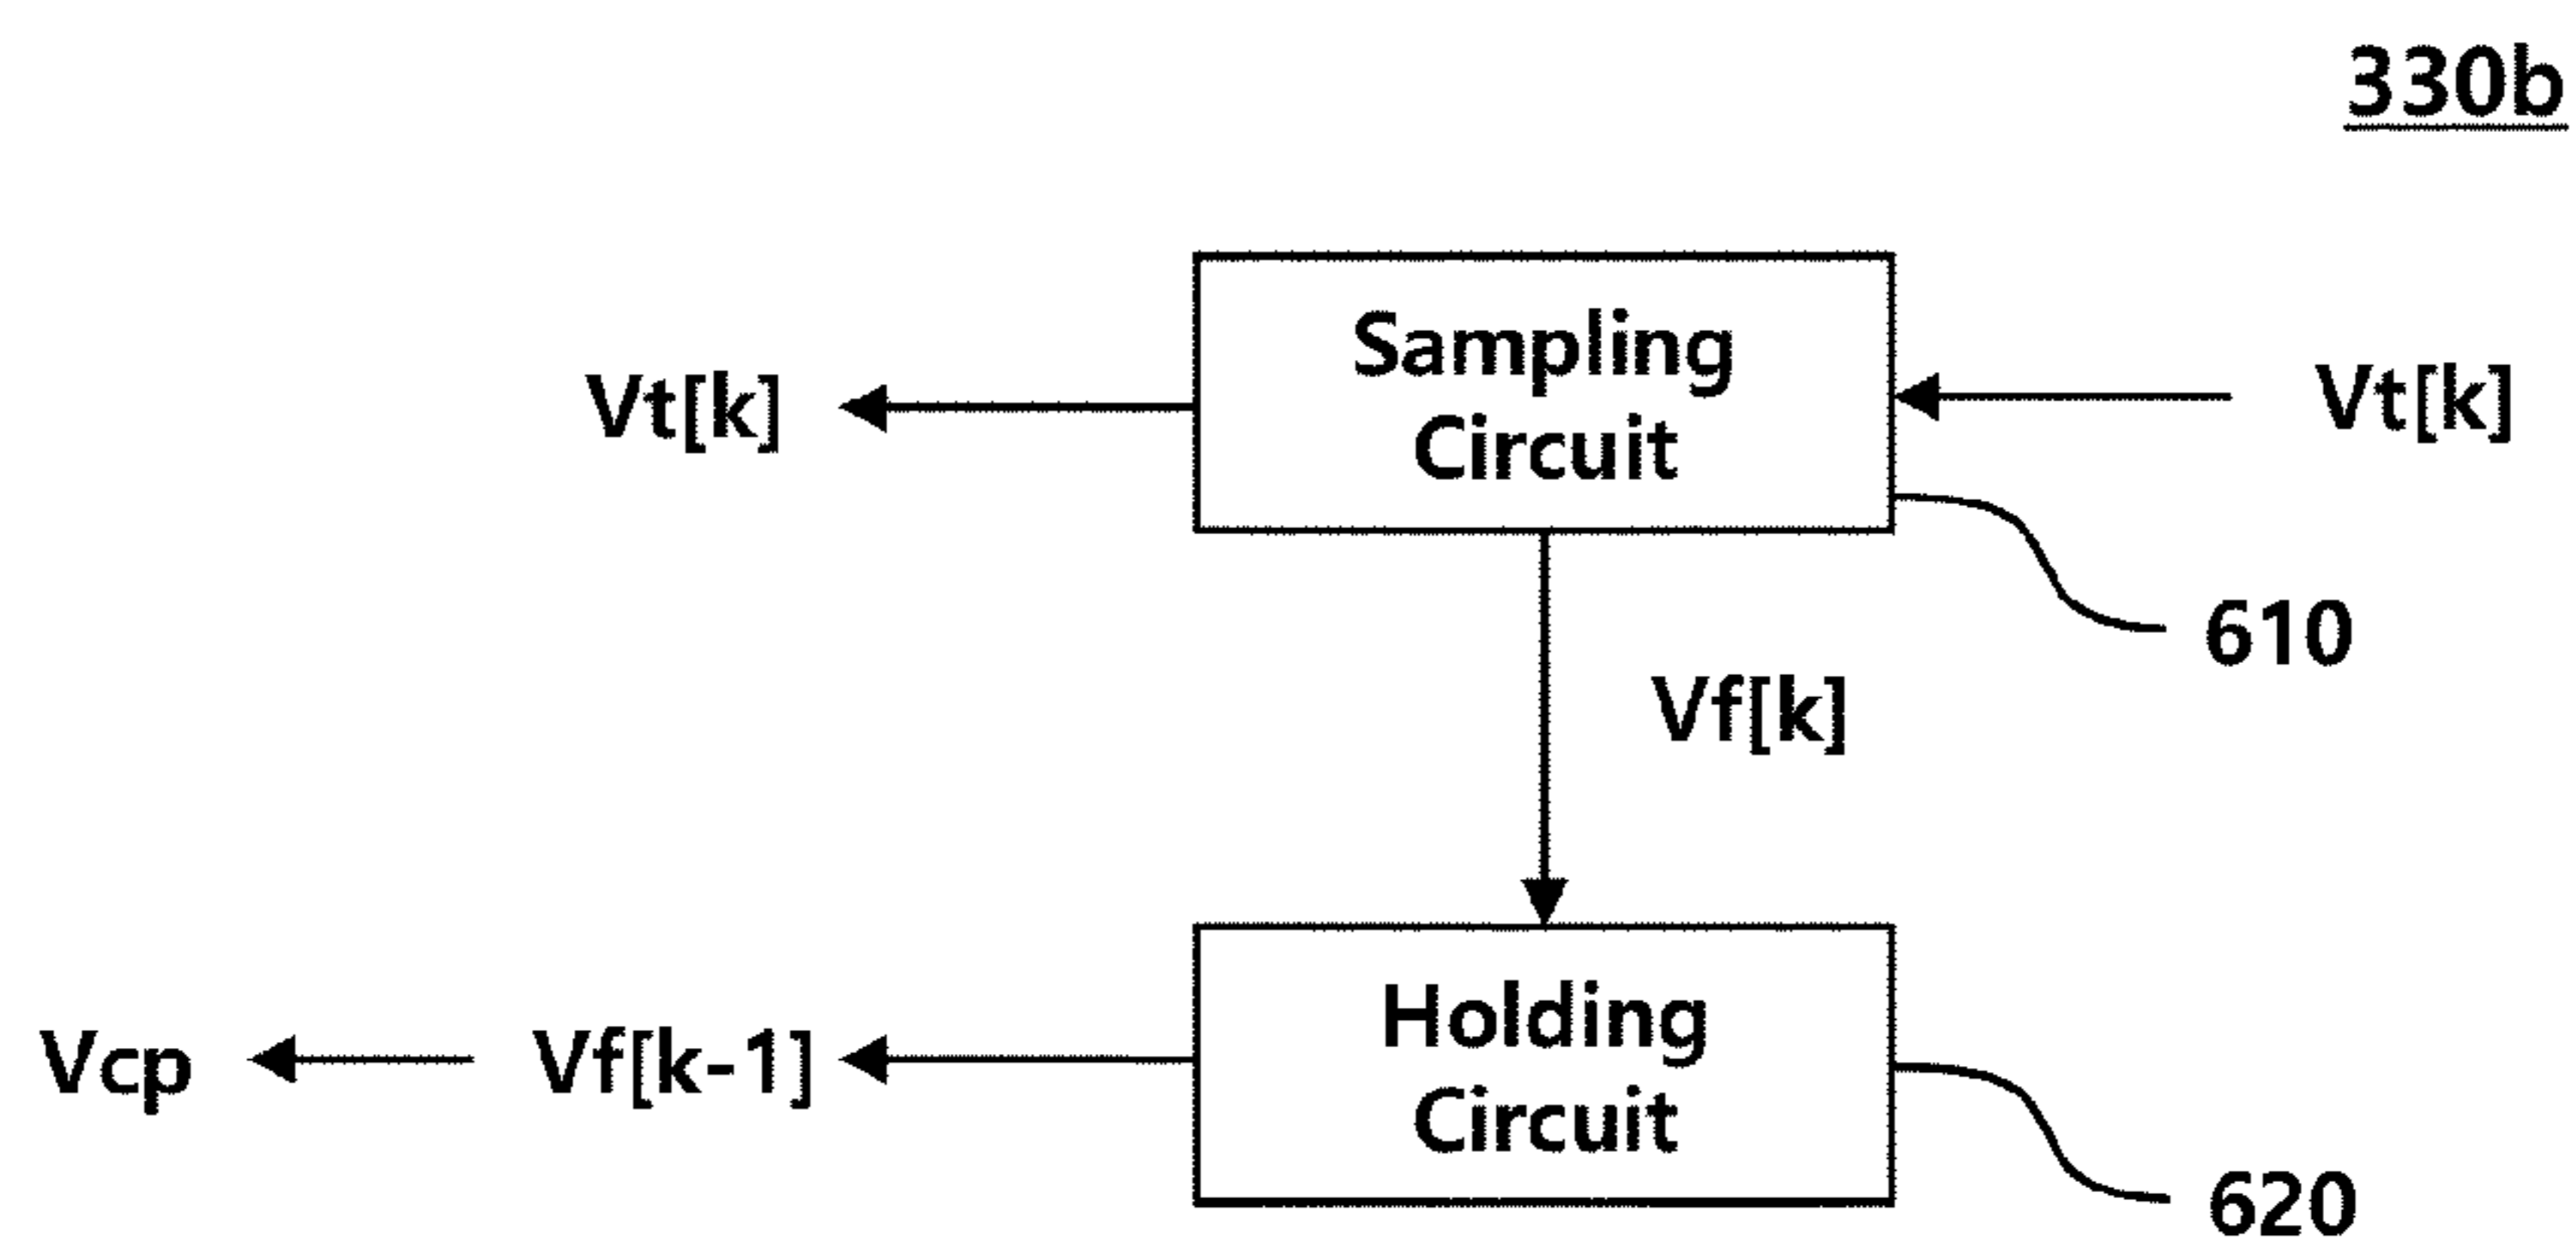 330b
Sampling
Circuit
Vt[k]
Vt[k]
610
Vf[k]
Holding
Circuit
Vcp
Vf[k-1]
620